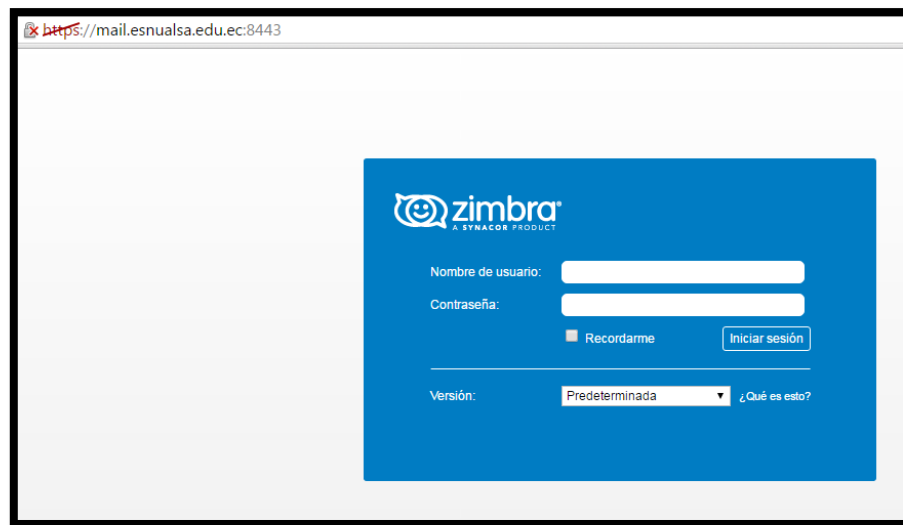 https://mail.esnualsa.edu.ec:8443
zimbra®
A SYNACOR PRODUCT
Nombre de usuario:
Contraseña:
Recordarme Iniciar sesión
Versión: Predeterminada ¿Qué es esto?